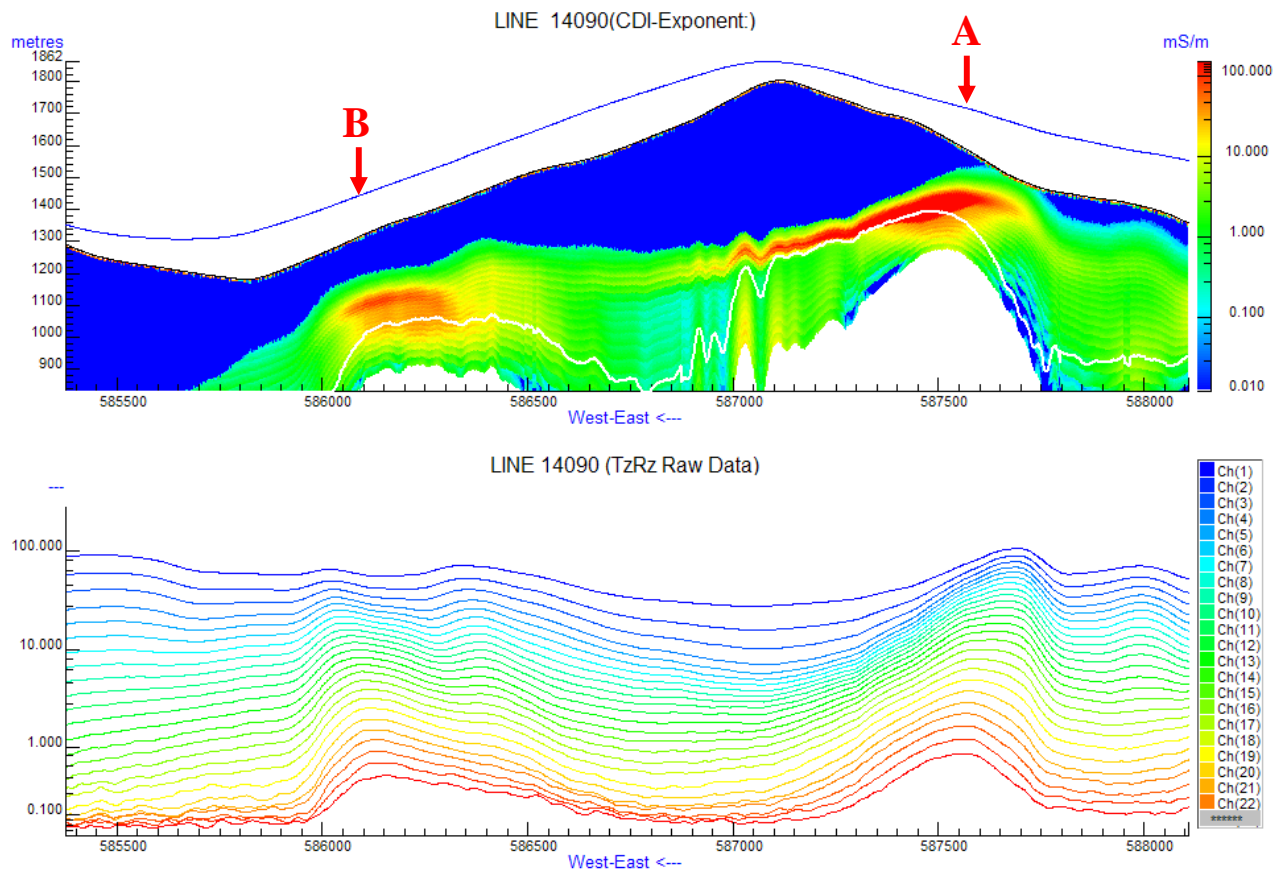 LINE 14090(CDI-Exponent:)
metres
mS/m
A
B
1862
1800
1700
1600
1500
1400
1300
1200
1100
1000
900
100.000
10.000
1.000
0.100
0.010
585500 586000 586500 587000 587500 588000
West-East <---
LINE 14090 (TzRz Raw Data)
---
100.000
10.000
1.000
0.100
Ch(1)
Ch(2)
Ch(3)
Ch(4)
Ch(5)
Ch(6)
Ch(7)
Ch(8)
Ch(9)
Ch(10)
Ch(11)
Ch(12)
Ch(13)
Ch(14)
Ch(15)
Ch(16)
Ch(17)
Ch(18)
Ch(19)
Ch(20)
Ch(21)
Ch(22)
******
585500 586000 586500 587000 587500 588000
West-East <---